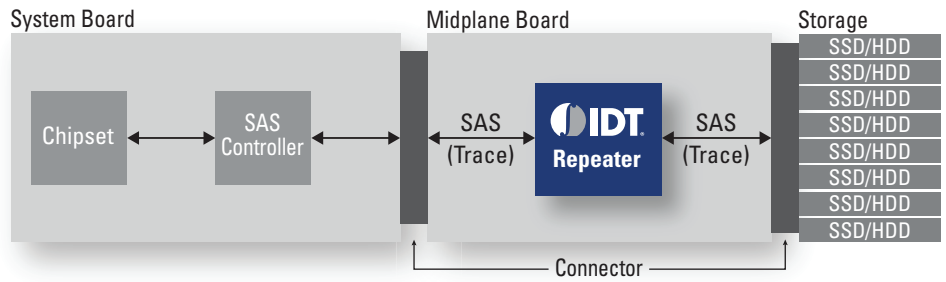 System Board
Midplane Board
Storage
Chipset
SAS
Controller
SAS
(Trace)
IDT.
Repeater
SAS
(Trace)
SSD/HDD
SSD/HDD
SSD/HDD
SSD/HDD
SSD/HDD
SSD/HDD
SSD/HDD
SSD/HDD
Connector